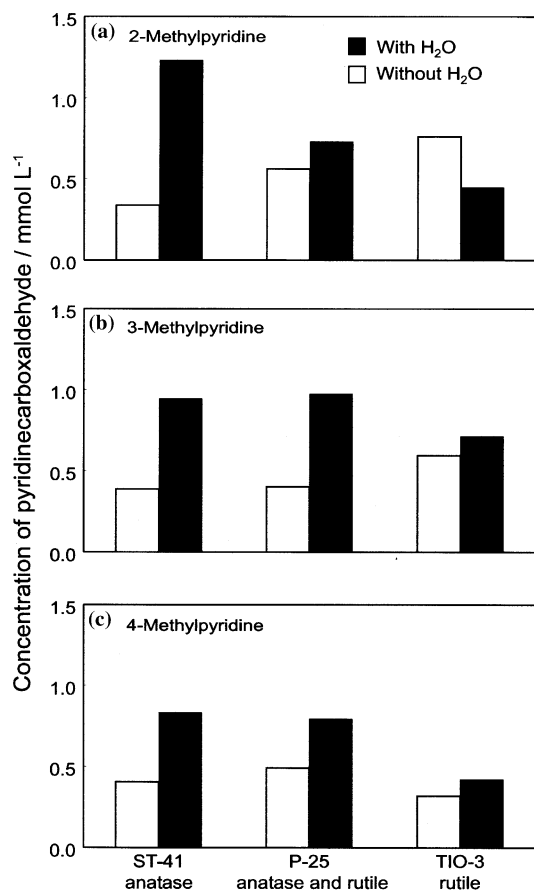 Concentration of pyridinecarboxaldehyde / mmol L⁻¹
(a) 2-Methylpyridine
With H₂O
Without H₂O
1.5
1.0
0.5
0.0
(b) 3-Methylpyridine
1.5
1.0
0.5
0.0
(c) 4-Methylpyridine
1.5
1.0
0.5
0.0
ST-41 P-25 TIO-3
anatase anatase and rutile rutile